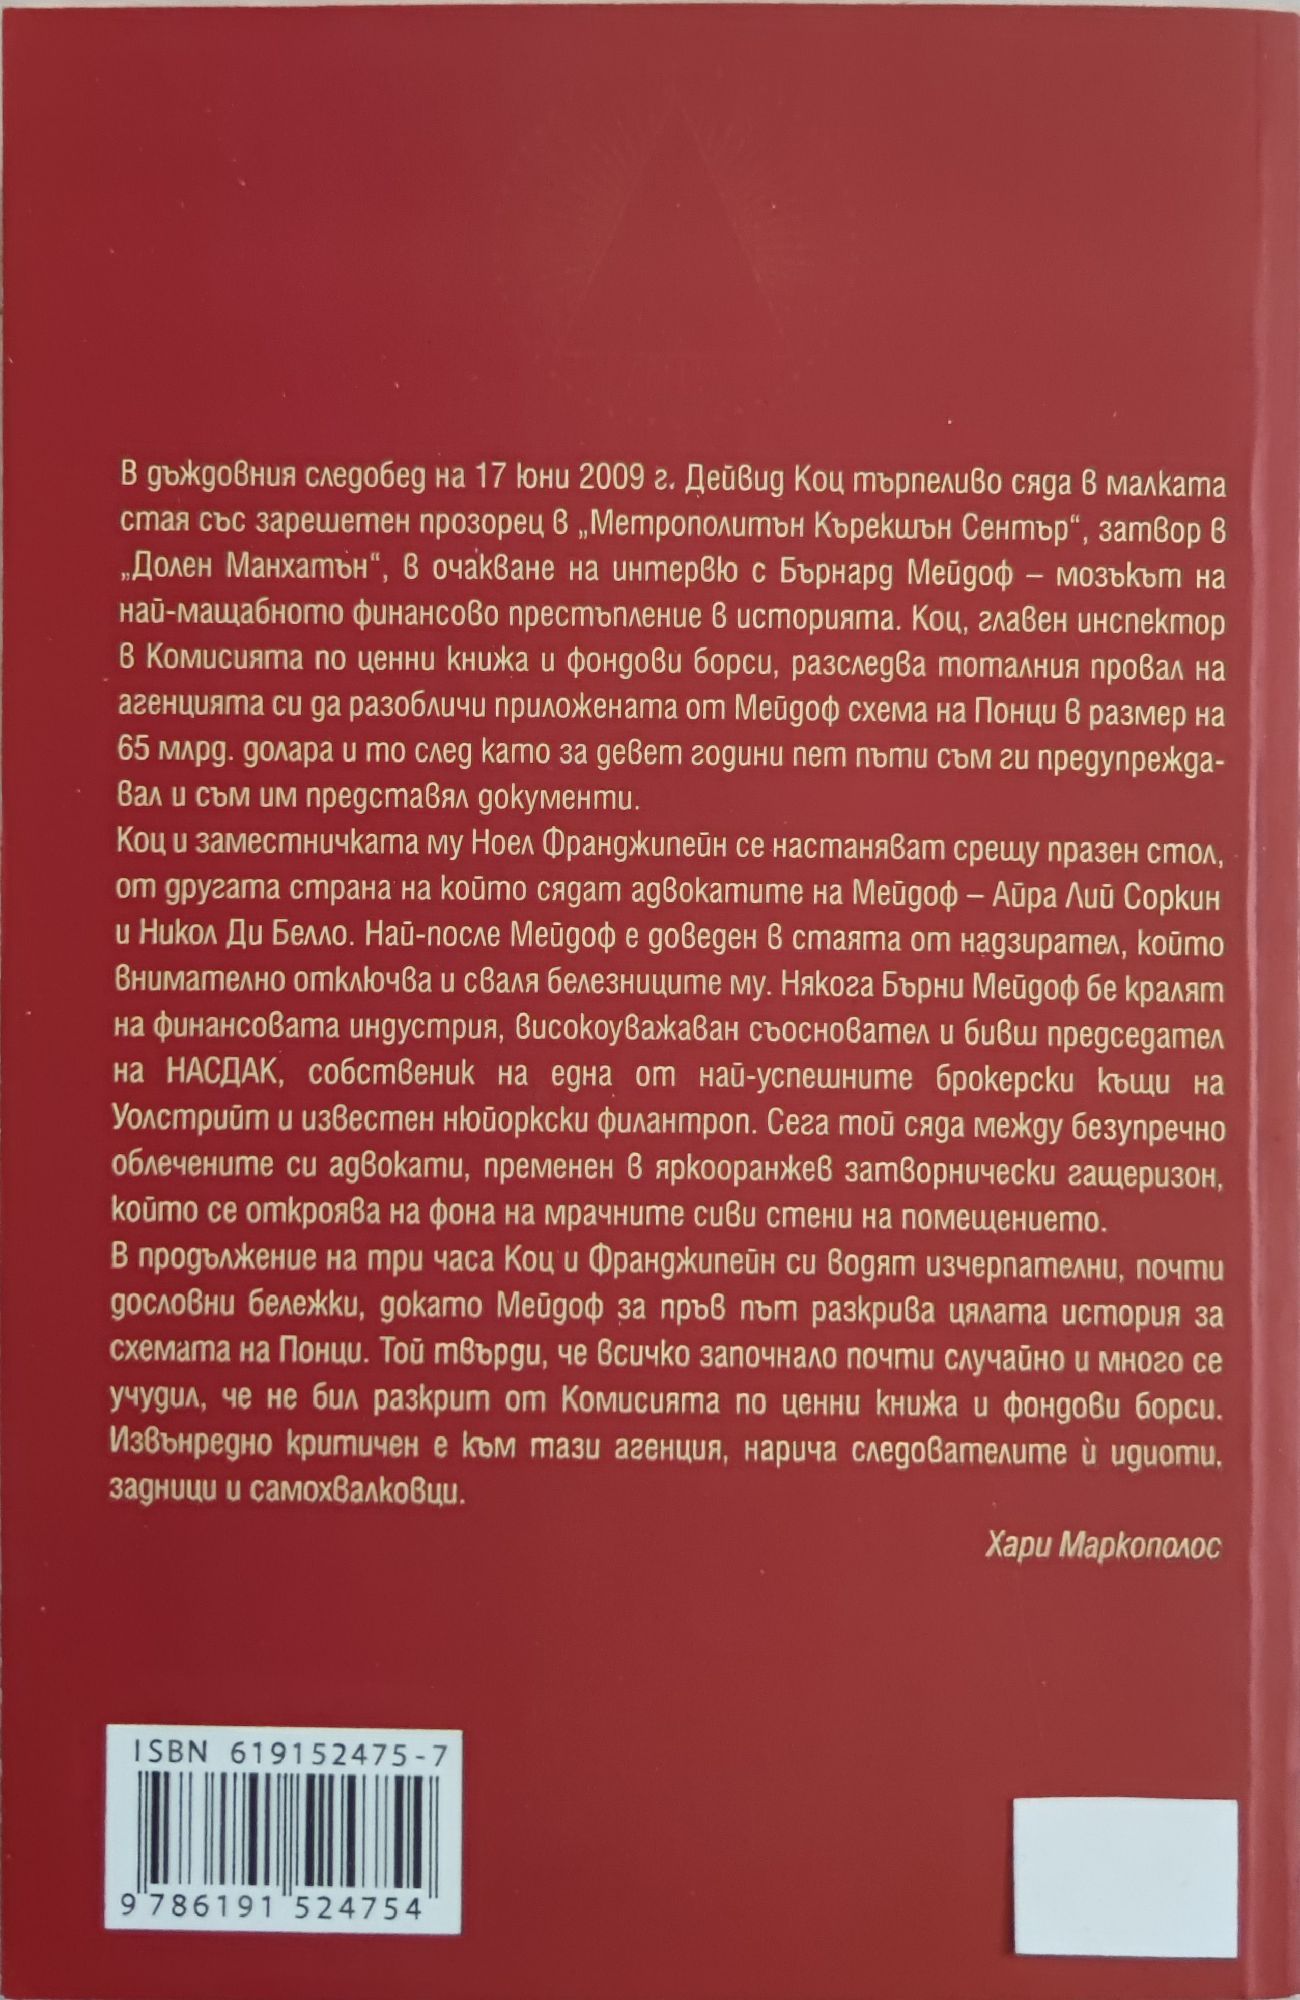 В дъждовния следобед на 17 юни 2009 г. Дейвид Коц търпеливо сяда в малката
стая със зарешетен прозорец в „Метрополитън Кърекшън Сентър“, затвор в
„Долен Манхатън“, в очакване на интервю с Бърнард Мейдоф – мозъкът на
най-мащабното финансово престъпление в историята. Коц, главен инспектор
в Комисията по ценни книжа и фондови борси, разследва тоталния провал на
агенцията си да разобличи приложената от Мейдоф схема на Понци в размер на
65 млрд. долара и то след като за девет години пет пъти съм ги предупрежда-
вал и съм им представял документи.
Коц и заместничката му Ноел Франджипейн се настаняват срещу празен стол,
от другата страна на който сядат адвокатите на Мейдоф – Айра Лий Соркин
и Никол Ди Белло. Най-после Мейдоф е доведен в стаята от надзирател, който
внимателно отключва и сваля белезниците му. Някога Бърни Мейдоф бе кралят
на финансовата индустрия, високоуважаван съосновател и бивш председател
на НАСДАК, собственик на една от най-успешните брокерски къщи на
Уолстрийт и известен нюйоркски филантроп. Сега той сяда между безупречно
облечените си адвокати, пременен в яркооранжев затворнически гащеризон,
който се откроява на фона на мрачните сиви стени на помещението.
В продължение на три часа Коц и Франджипейн си водят изчерпателни, почти
дословни бележки, докато Мейдоф за пръв път разкрива цялата история за
схемата на Понци. Той твърди, че всичко започнало почти случайно и много се
учудил, че не бил разкрит от Комисията по ценни книжа и фондови борси.
Извънредно критичен е към тази агенция, нарича следователите ѝ идиоти,
задници и самохвалковци.
Хари Маркополос
ISBN 619152475-7
9 786191 524754